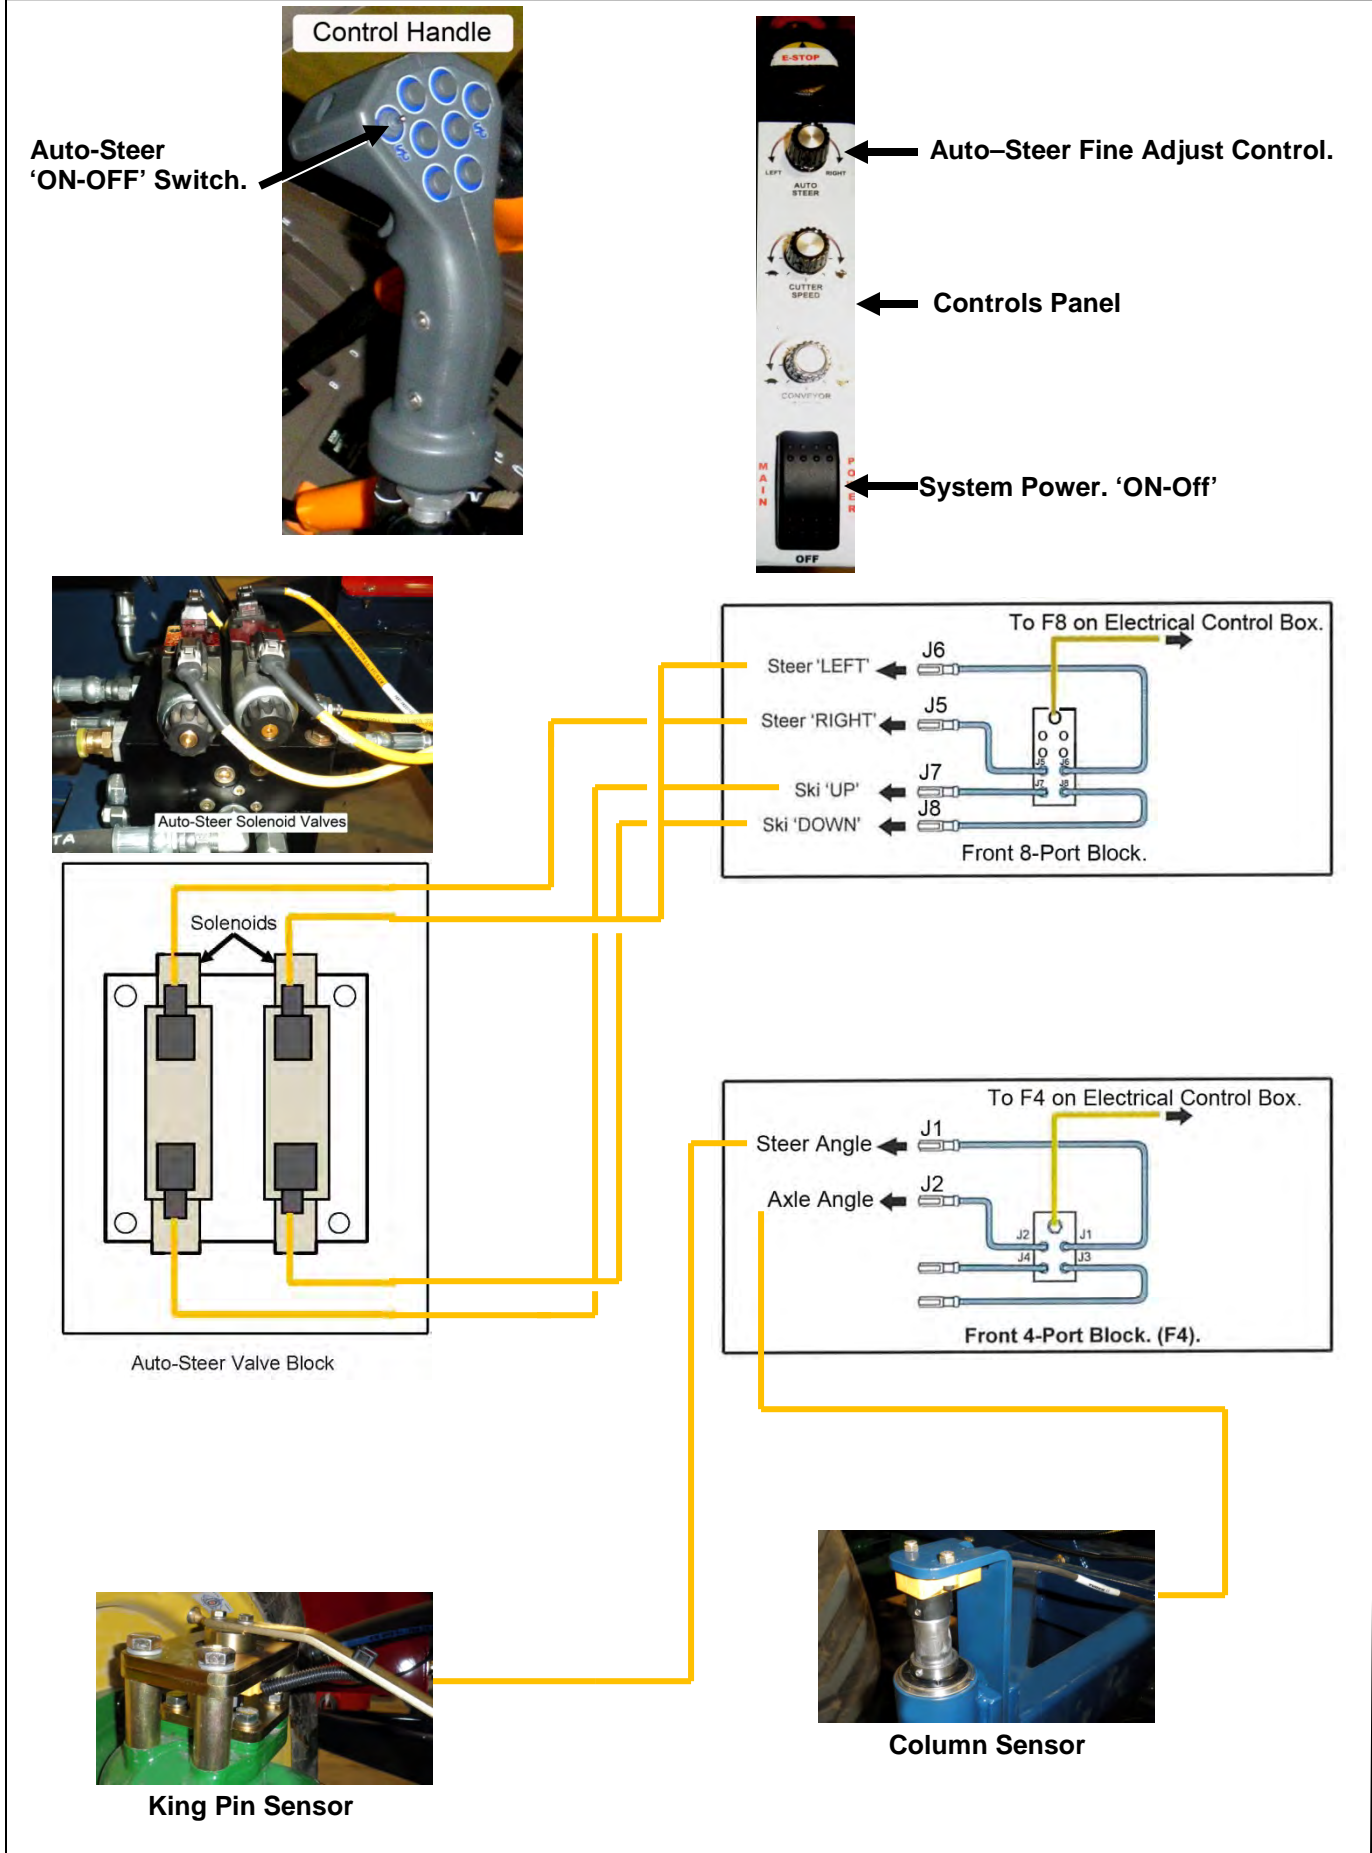 Control Handle
Auto-Steer
‘ON-OFF’ Switch.
E-STOP
LEFT
RIGHT
AUTO
STEER
Auto–Steer Fine Adjust Control.
CUTTER
SPEED
Controls Panel
CONVEYOR
MAIN
POWER
System Power. ‘ON-Off’
OFF
Auto-Steer Solenoid Valves
To F8 on Electrical Control Box.
Steer ‘LEFT’
J6
Steer ‘RIGHT’
J5
Ski ‘UP’
J7
Ski ‘DOWN’
J8
J5
J6
J7
J8
Front 8-Port Block.
Solenoids
Auto-Steer Valve Block
To F4 on Electrical Control Box.
Steer Angle
J1
Axle Angle
J2
J2
J1
J4
J3
Front 4-Port Block. (F4).
Column Sensor
King Pin Sensor